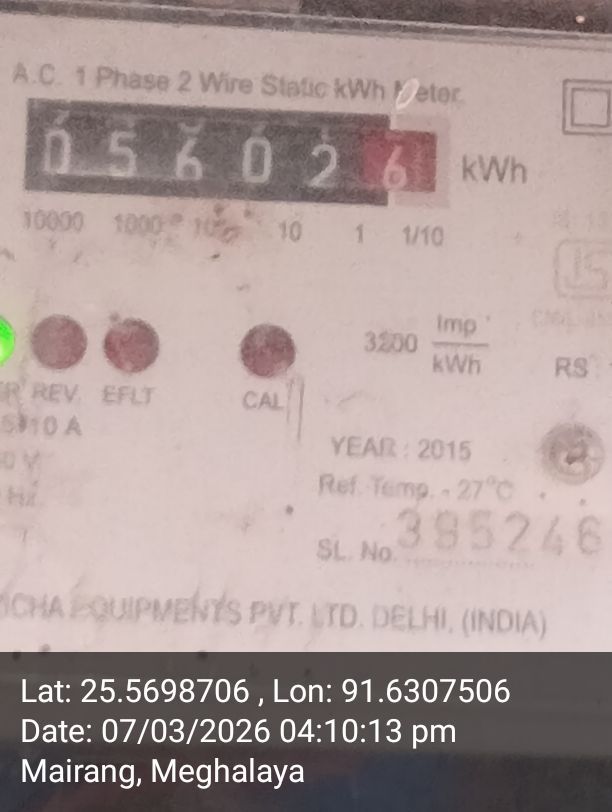 A.C. 1 Phase 2 Wire Static kWh Meter
0 5 6 0 2 6 kWh
10000 1000 10 1 1/10
3200 Imp / kWh
REV. EFLT CAL RS
10 A
YEAR : 2015
Ref. Temp. - 27°C
SL. No. 395246
EQUIPMENTS PVT. LTD. DELHI, (INDIA)
Lat: 25.5698706 , Lon: 91.6307506
Date: 07/03/2026 04:10:13 pm
Mairang, Meghalaya